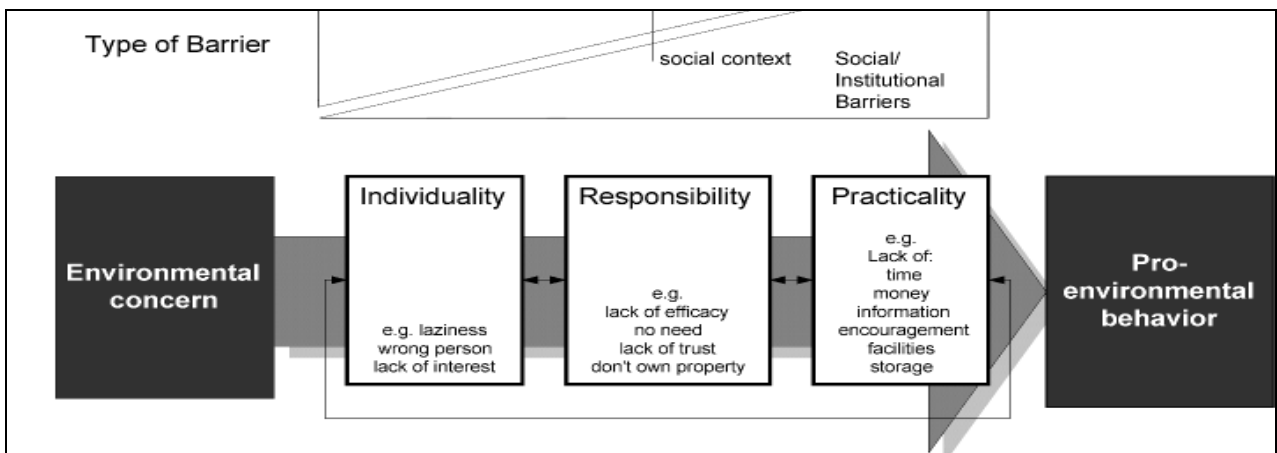 Type of Barrier
social context
Social/
Institutional
Barriers
Environmental
concern
Individuality
e.g. laziness
wrong person
lack of interest
Responsibility
e.g.
lack of efficacy
no need
lack of trust
don't own property
Practicality
e.g.
Lack of:
time
money
information
encouragement
facilities
storage
Pro-
environmental
behavior